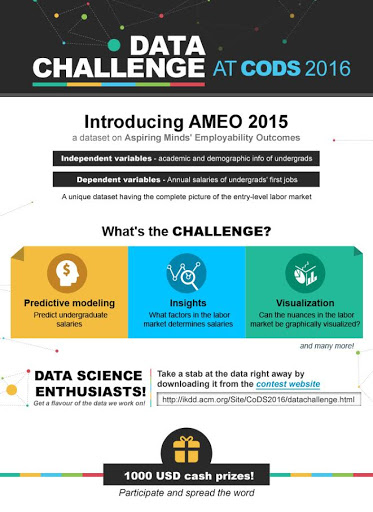 DATA
CHALLENGE AT CODS 2016
Introducing AMEO 2015
a dataset on Aspiring Minds' Employability Outcomes
Independent variables - academic and demographic info of undergrads
Dependent variables - Annual salaries of undergrads' first jobs
A unique dataset having the complete picture of the entry-level labor market
What's the CHALLENGE?
Predictive modeling
Predict undergraduate
salaries
Insights
What factors in the labor
market determines salaries
Visualization
Can the nuances in the labor
market be graphically visualized?
and many more!
DATA SCIENCE
ENTHUSIASTS!
Get a flavour of the data we work on!
Take a stab at the data right away by
downloading it from the contest website
http://ikdd.acm.org/Site/CoDS2016/datachallenge.html
1000 USD cash prizes!
Participate and spread the word